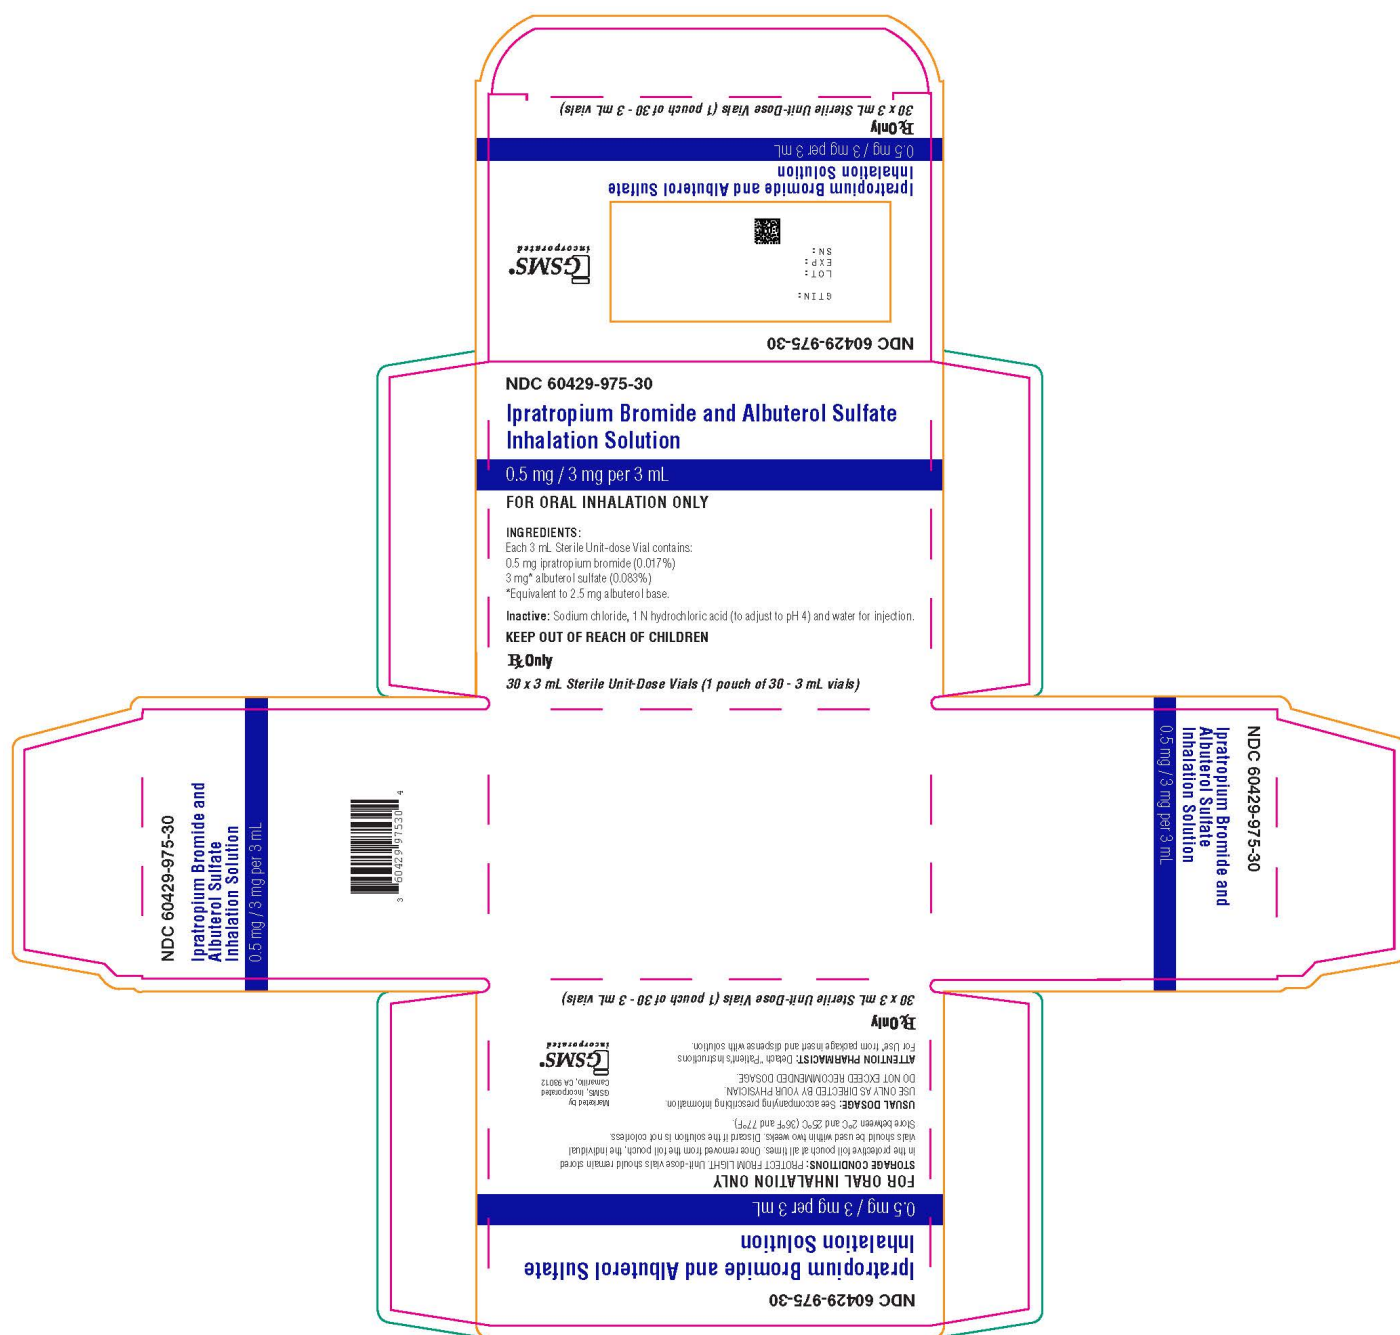 30 x 3 mL Sterile Unit-Dose Vials (1 pouch of 30 - 3 mL vials)
℞ Only
0.5 mg / 3 mg per 3 mL
Ipratropium Bromide and Albuterol Sulfate
Inhalation Solution
GSMS®
incorporated
GTIN:
LOT:
EXP:
SN:
NDC 60429-975-30
NDC 60429-975-30
Ipratropium Bromide and Albuterol Sulfate
Inhalation Solution
0.5 mg / 3 mg per 3 mL
FOR ORAL INHALATION ONLY
INGREDIENTS:
Each 3 mL Sterile Unit-dose Vial contains:
0.5 mg ipratropium bromide (0.017%)
3 mg* albuterol sulfate (0.083%)
*Equivalent to 2.5 mg albuterol base.
Inactive: Sodium chloride, 1 N hydrochloric acid (to adjust to pH 4) and water for injection.
KEEP OUT OF REACH OF CHILDREN
℞ Only
30 x 3 mL Sterile Unit-Dose Vials (1 pouch of 30 - 3 mL vials)
NDC 60429-975-30
Ipratropium Bromide and
Albuterol Sulfate
Inhalation Solution
0.5 mg / 3 mg per 3 mL
3 60429 97530 4
NDC 60429-975-30
Ipratropium Bromide and
Albuterol Sulfate
Inhalation Solution
0.5 mg / 3 mg per 3 mL
NDC 60429-975-30
Ipratropium Bromide and Albuterol Sulfate
Inhalation Solution
0.5 mg / 3 mg per 3 mL
FOR ORAL INHALATION ONLY
STORAGE CONDITIONS: PROTECT FROM LIGHT. Unit-dose vials should remain stored
in the protective foil pouch at all times. Once removed from the foil pouch, the individual
vials should be used within two weeks. Discard if the solution is not colorless.
Store between 2°C and 25°C (36°F and 77°F).
USUAL DOSAGE: See accompanying prescribing information.
USE ONLY AS DIRECTED BY YOUR PHYSICIAN.
DO NOT EXCEED RECOMMENDED DOSAGE.
ATTENTION PHARMACIST: Detach "Patient's Instructions
For Use" from package insert and dispense with solution.
Marketed by
GSMS, Incorporated
Camarillo, CA 93012
GSMS®
incorporated
℞ Only
30 x 3 mL Sterile Unit-Dose Vials (1 pouch of 30 - 3 mL vials)